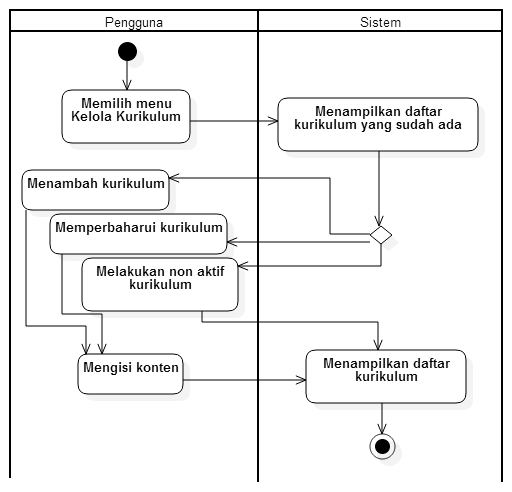 Pengguna
Sistem
Memilih menu
Kelola Kurikulum
Menampilkan daftar
kurikulum yang sudah ada
Menambah kurikulum
Memperbaharui kurikulum
Melakukan non aktif
kurikulum
Mengisi konten
Menampilkan daftar
kurikulum